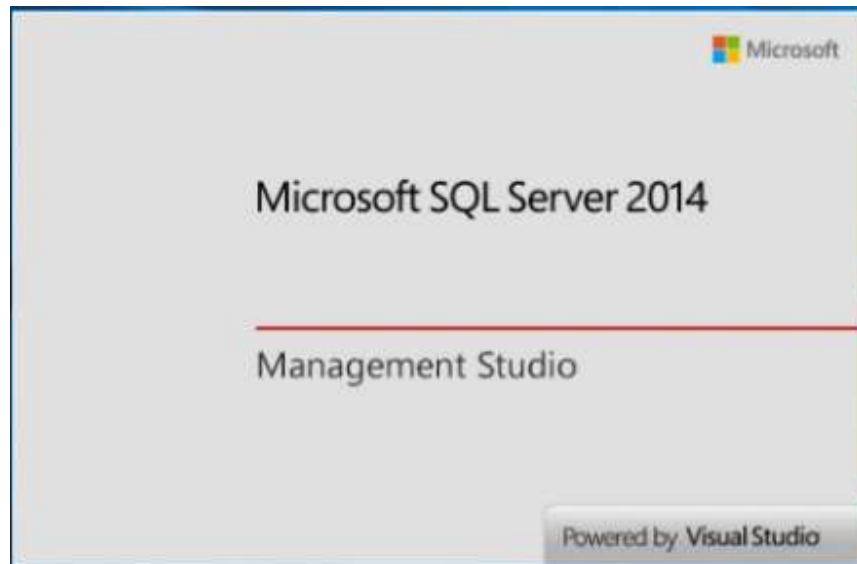 Microsoft
Microsoft SQL Server 2014
Management Studio
Powered by Visual Studio